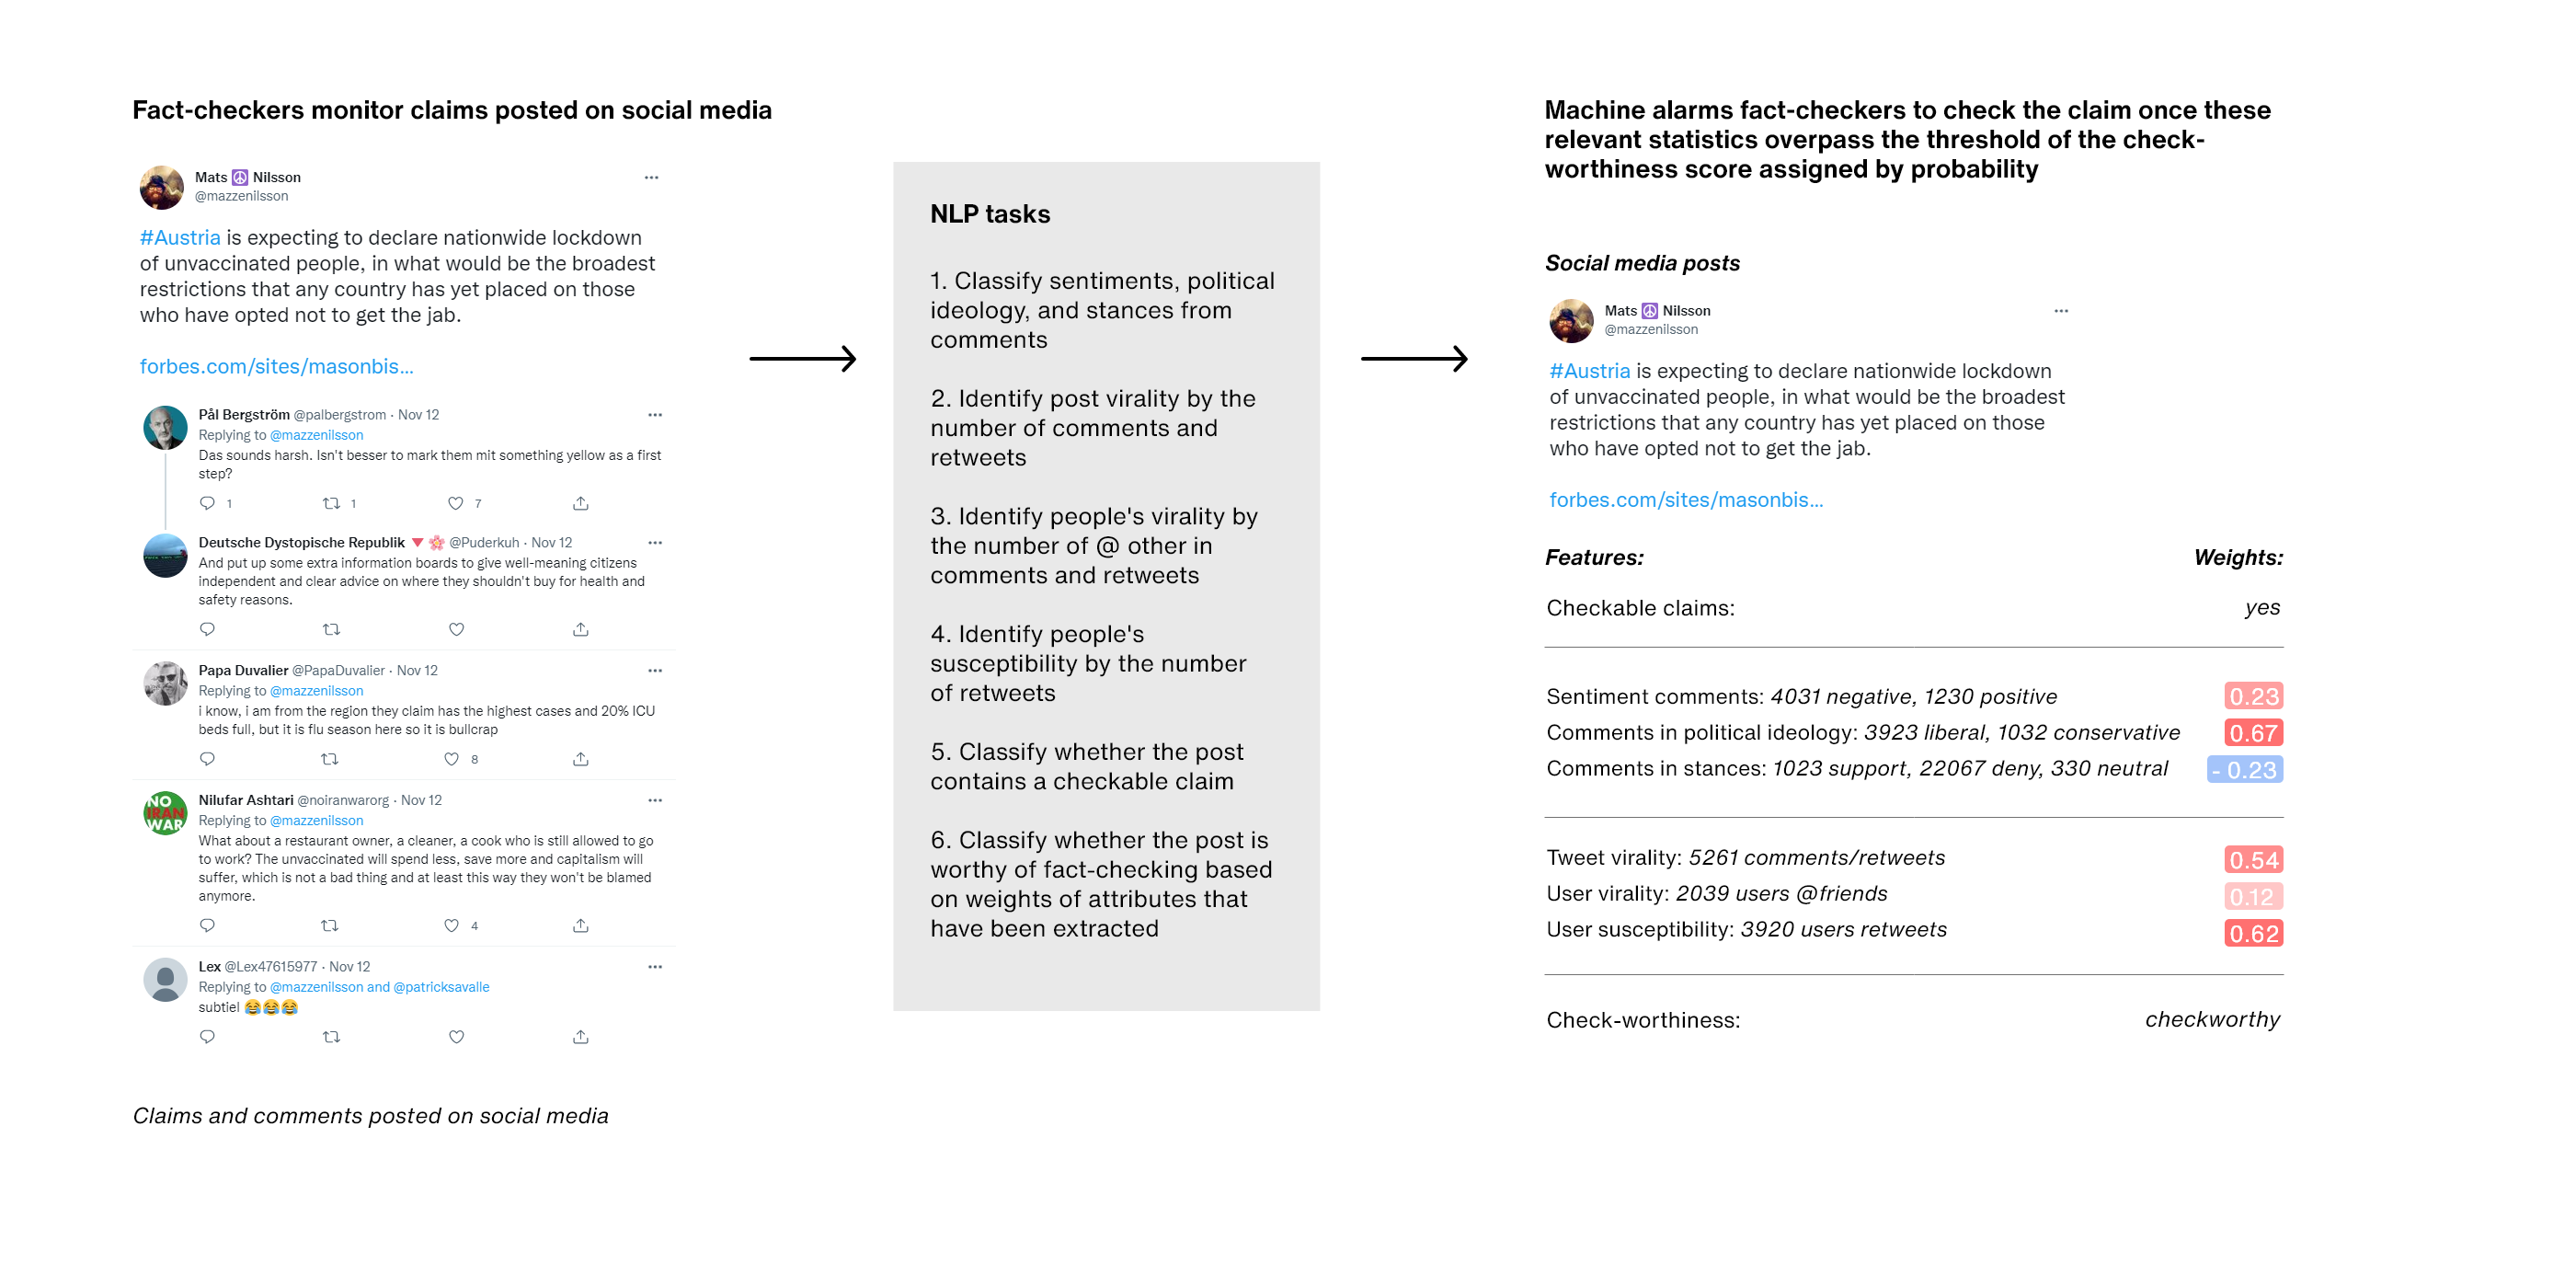 Fact-checkers monitor claims posted on social media
Mats ☮ Nilsson
@mazzenilsson
#Austria is expecting to declare nationwide lockdown
of unvaccinated people, in what would be the broadest
restrictions that any country has yet placed on those
who have opted not to get the jab.
forbes.com/sites/masonbis...
Pål Bergström @palbergstrom · Nov 12
Replying to @mazzenilsson
Das sounds harsh. Isn't besser to mark them mit something yellow as a first
step?
1 1 7
Deutsche Dystopische Republik 🔻 🌸 @Puderkuh · Nov 12
And put up some extra information boards to give well-meaning citizens
independent and clear advice on where they shouldn't buy for health and
safety reasons.
Papa Duvalier @PapaDuvalier · Nov 12
Replying to @mazzenilsson
i know, i am from the region they claim has the highest cases and 20% ICU
beds full, but it is flu season here so it is bullcrap
8
NO
IRAN
WAR
Nilufar Ashtari @noiranwarorg · Nov 12
Replying to @mazzenilsson
What about a restaurant owner, a cleaner, a cook who is still allowed to go
to work? The unvaccinated will spend less, save more and capitalism will
suffer, which is not a bad thing and at least this way they won't be blamed
anymore.
4
Lex @Lex47615977 · Nov 12
Replying to @mazzenilsson and @patricksavalle
subtiel 😂😂😂
Claims and comments posted on social media
NLP tasks
1. Classify sentiments, political
ideology, and stances from
comments
2. Identify post virality by the
number of comments and
retweets
3. Identify people's virality by
the number of @ other in
comments and retweets
4. Identify people's
susceptibility by the number
of retweets
5. Classify whether the post
contains a checkable claim
6. Classify whether the post is
worthy of fact-checking based
on weights of attributes that
have been extracted
Machine alarms fact-checkers to check the claim once these
relevant statistics overpass the threshold of the check-
worthiness score assigned by probability
Social media posts
Mats ☮ Nilsson
@mazzenilsson
#Austria is expecting to declare nationwide lockdown
of unvaccinated people, in what would be the broadest
restrictions that any country has yet placed on those
who have opted not to get the jab.
forbes.com/sites/masonbis...
Features: Weights:
Checkable claims: yes
Sentiment comments: 4031 negative, 1230 positive 0.23
Comments in political ideology: 3923 liberal, 1032 conservative 0.67
Comments in stances: 1023 support, 22067 deny, 330 neutral - 0.23
Tweet virality: 5261 comments/retweets 0.54
User virality: 2039 users @friends 0.12
User susceptibility: 3920 users retweets 0.62
Check-worthiness: checkworthy